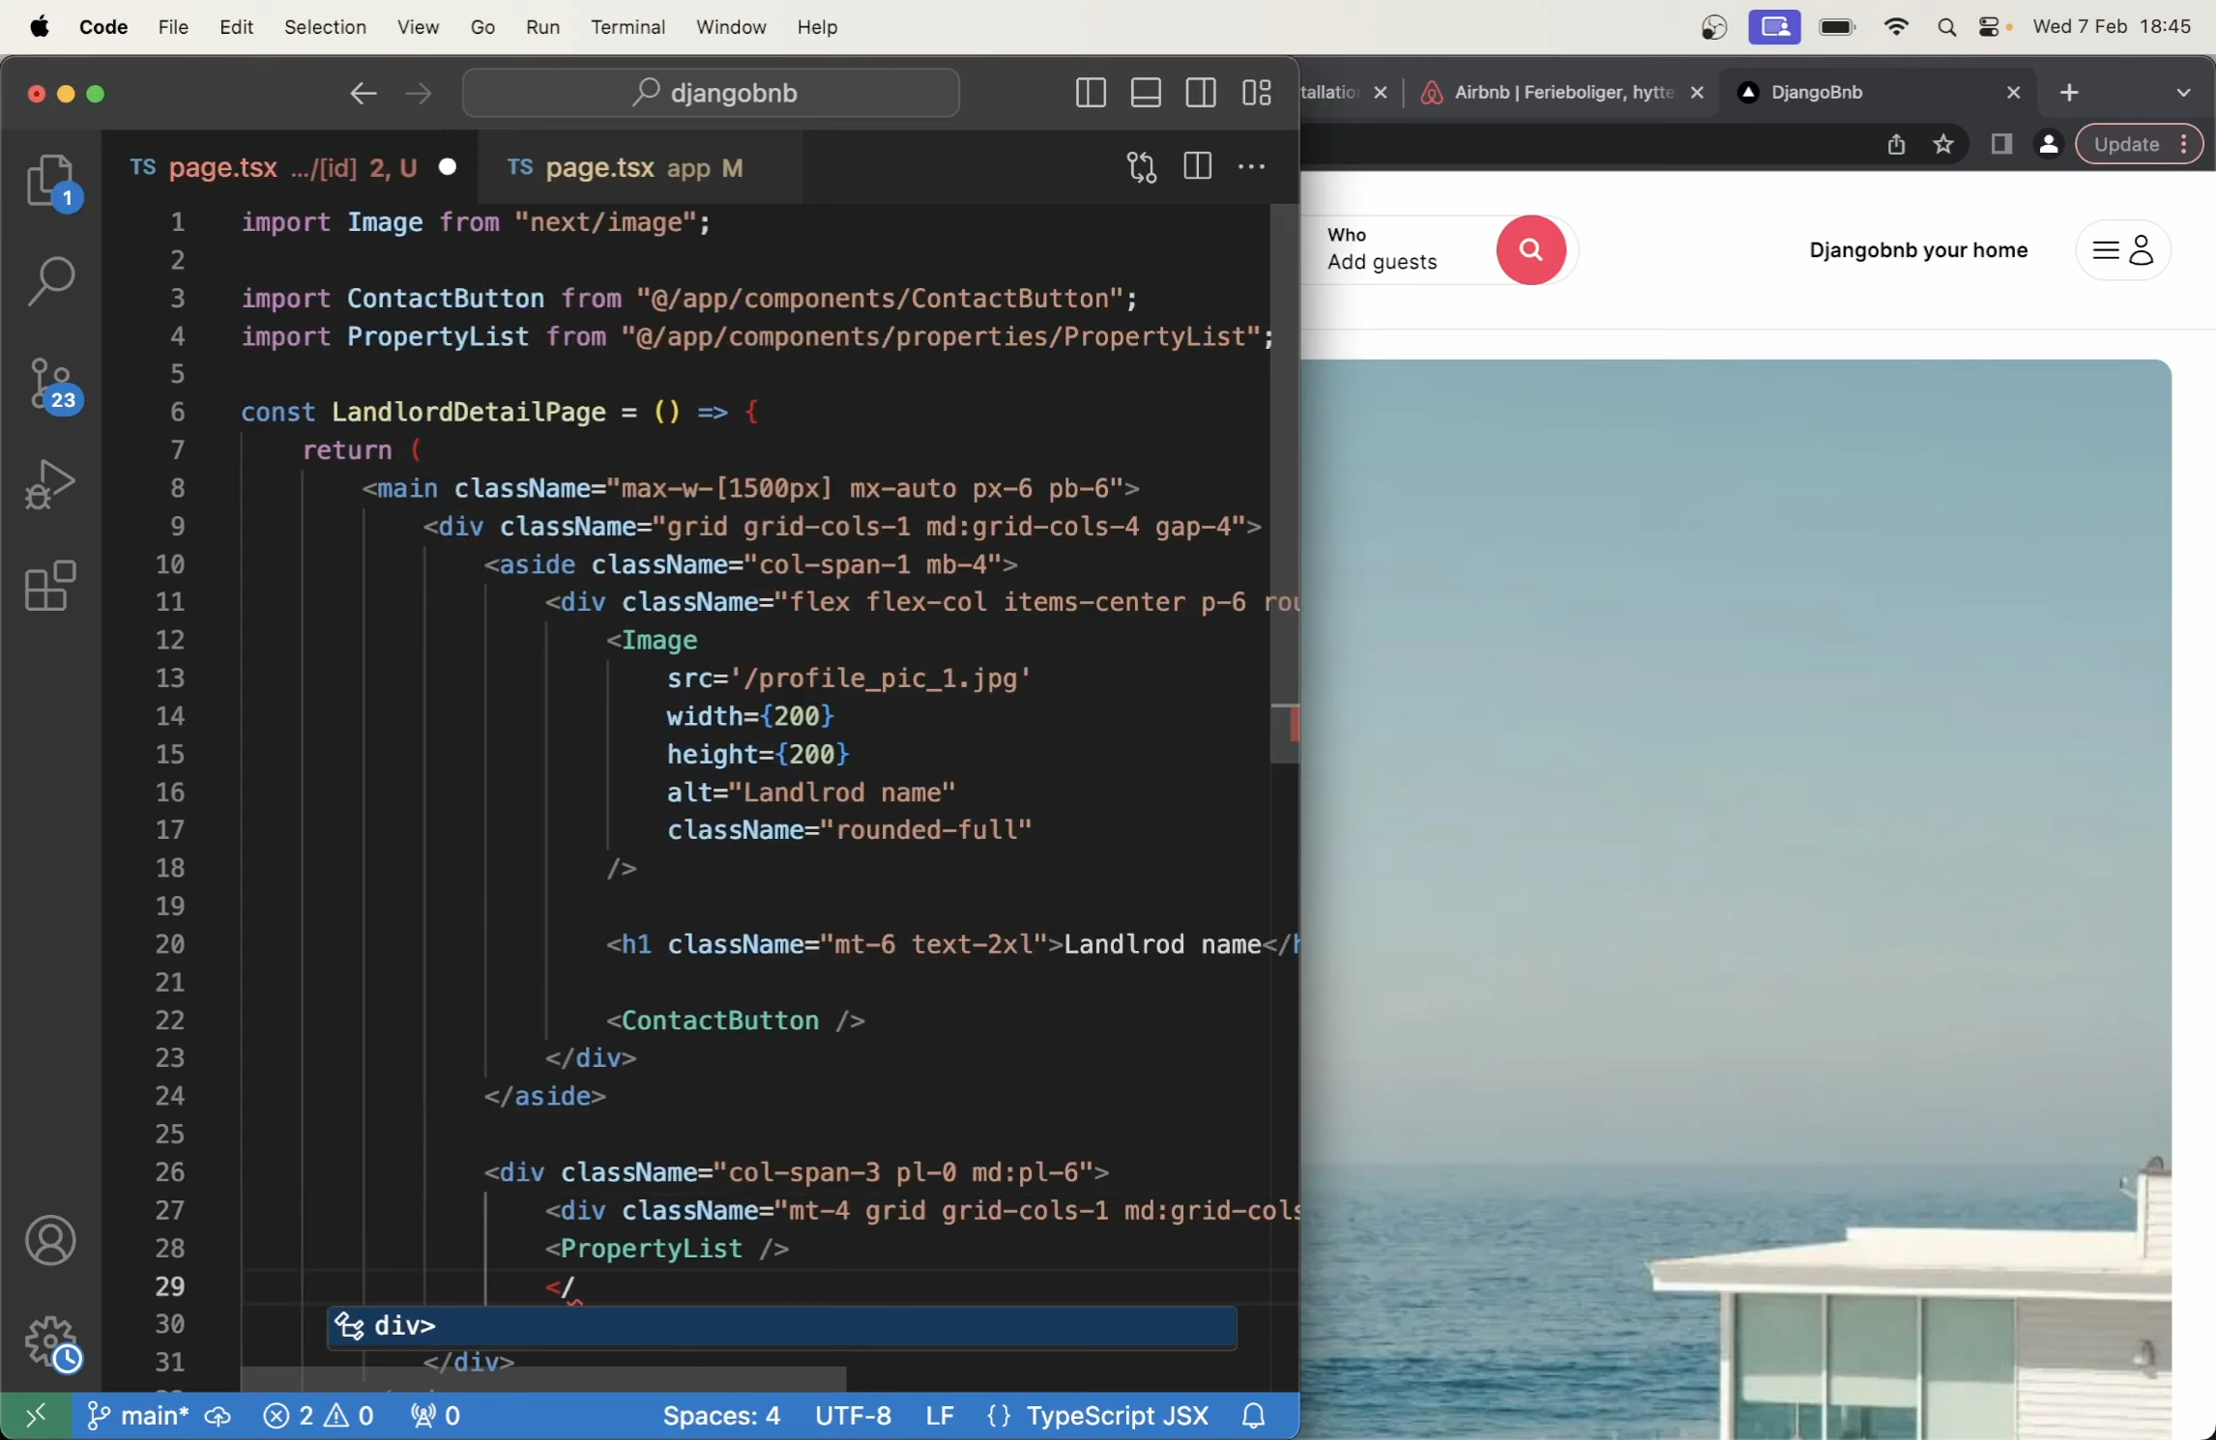 Code File Edit Selection View Go Run Terminal Window Help Wed 7 Feb 18:45
djangobnb
tallation Airbnb | Ferieboliger, hytte DjangoBnb
Update
TS page.tsx .../[id] 2, U TS page.tsx app M
1
23
Who
Add guests
Djangobnb your home
1 import Image from "next/image";
2
3 import ContactButton from "@/app/components/ContactButton";
4 import PropertyList from "@/app/components/properties/PropertyList";
5
6 const LandlordDetailPage = () => {
7 return (
8 <main className="max-w-[1500px] mx-auto px-6 pb-6">
9 <div className="grid grid-cols-1 md:grid-cols-4 gap-4">
10 <aside className="col-span-1 mb-4">
11 <div className="flex flex-col items-center p-6 rou
12 <Image
13 src='/profile_pic_1.jpg'
14 width={200}
15 height={200}
16 alt="Landlrod name"
17 className="rounded-full"
18 />
19
20 <h1 className="mt-6 text-2xl">Landlrod name</h
21
22 <ContactButton />
23 </div>
24 </aside>
25
26 <div className="col-span-3 pl-0 md:pl-6">
27 <div className="mt-4 grid grid-cols-1 md:grid-cols
28 <PropertyList />
29 </
30 div>
31 </div>
main* 2 0 0 Spaces: 4 UTF-8 LF {} TypeScript JSX